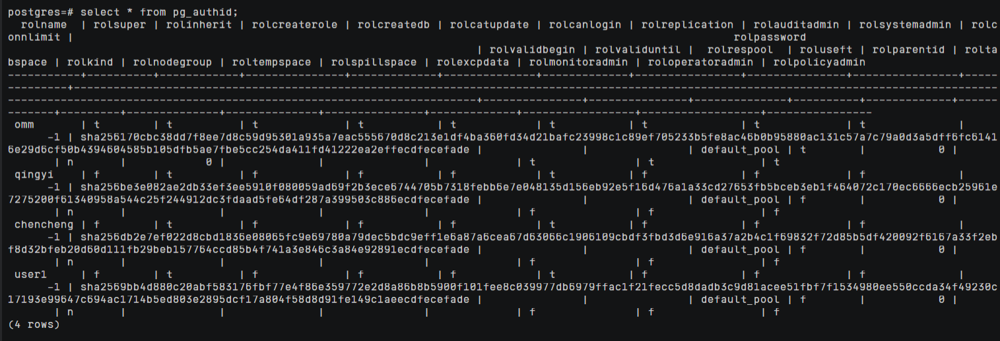 postgres=# select * from pg_authid;
  rolname  | rolsuper | rolinherit | rolcreaterole | rolcreatedb | rolcatupdate | rolcanlogin | rolreplication | rolauditadmin | rolsystemadmin | rolc
onnlimit |                                                                                                      rolpassword
                                                                       | rolvalidbegin | rolvaliduntil |  rolrespool  | roluseft | rolparentid | rolta
bspace | rolkind | rolnodegroup | roltempspace | rolspillspace | rolexcpdata | rolmonitoradmin | roloperatoradmin | rolpolicyadmin
 omm       | t        | t          | t             | t           | t            | t           | t              | t             | t              |
      -1 | sha256170cbc38dd7f8ee7d8c59d95301a935a7eac555670d8c213e1df4ba360fd34d21bafc23998c1c89ef705233b5fe8ac46b0b95880ac131c57a7c79a0d3a5dff6fc6141
6e29d6cf50b4394604585b105dfb5ae7fbe5cc254da411fd41222ea2effecdfecefade |               |               | default_pool | t        |           0 |
       | n       |            0 |              |               |             | t               | t                | t
 qingyi    | f        | t          | f             | f           | f            | t           | f              | f             | f              |
      -1 | sha256be3e082ae2db33ef3ee5910f080059ad69f2b3ece6744705b7318febb6e7e048135d156eb92e5f16d476a1a33cd27653fb5bceb3eb1f464072c170ec6666ecb25961e
7275200f61340958a544c25f244912dc3fdaad5fe64df287a399503c886ecdfecefade |               |               | default_pool | f        |           0 |
       | n       |              |              |               |             | f               | f                | f
 chencheng | f        | t          | f             | f           | f            | t           | f              | f             | f              |
      -1 | sha256db2e7ef022d8cbd1836e08065fc9e69780a79dec5bdc9eff1e6a87a6cea67d63066c1906109cbdf3fbd3d6e916a37a2b4c1f69832f72d85b5df420092f6167a33f2eb
f8d32bfeb20d60d111fb29beb157764ccd85b4f741a3e846c3a84e92891ecdfecefade |               |               | default_pool | f        |           0 |
       | n       |              |              |               |             | f               | f                | f
 user1     | f        | t          | f             | f           | f            | t           | f              | f             | f              |
      -1 | sha2569bb4d880c20abf583176fbf77e4f86e359772e2d8a86b8b5900f101fee8c039977db6979ffac1f21fecc5d8dadb3c9d81acee51fbf7f1534980ee550ccda34f49230c
17193e99647c694ac1714b5ed803e2895dcf17a804f58d8d91fe149c1aeecdfecefade |               |               | default_pool | f        |           0 |
       | n       |              |              |               |             | f               | f                | f
(4 rows)